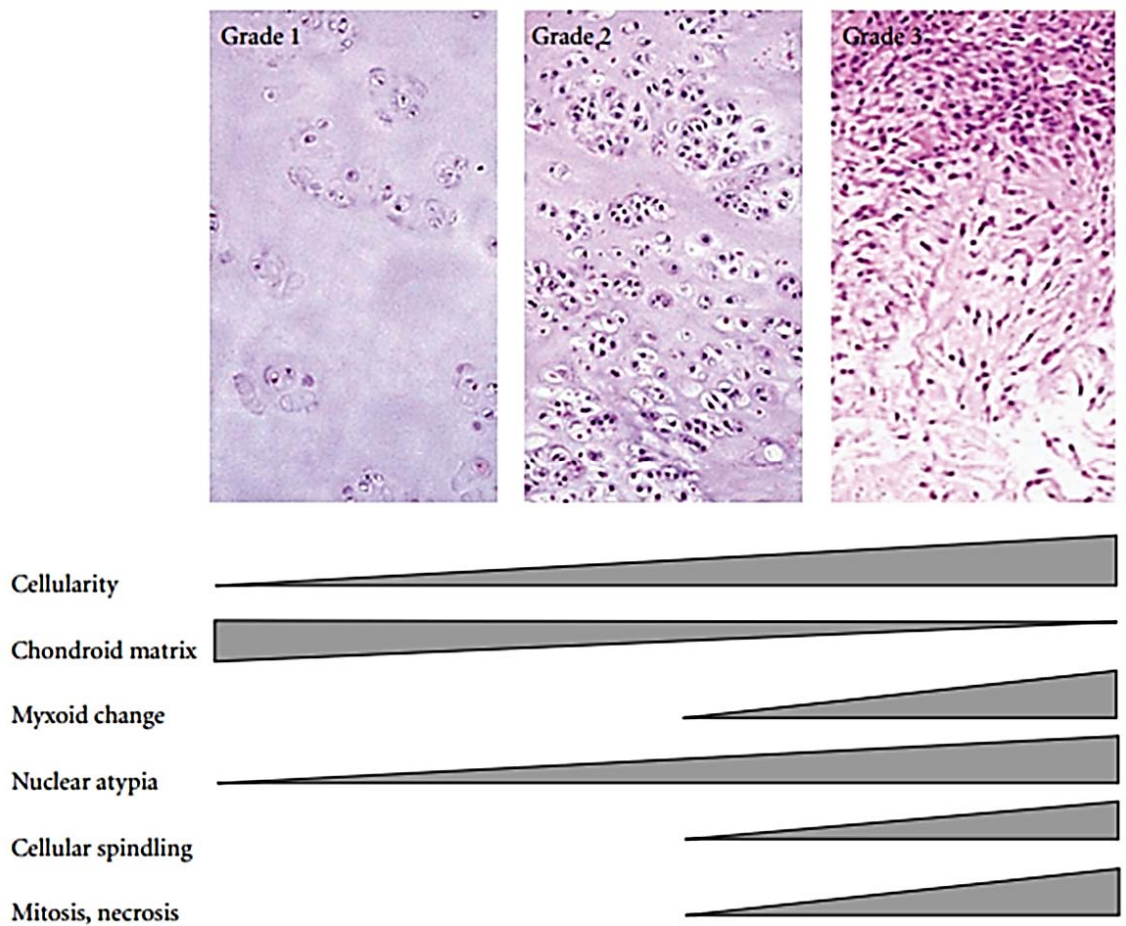 Grade 1
Grade 2
Grade 3
Cellularity
Chondroid matrix
Myxoid change
Nuclear atypia
Cellular spindling
Mitosis, necrosis